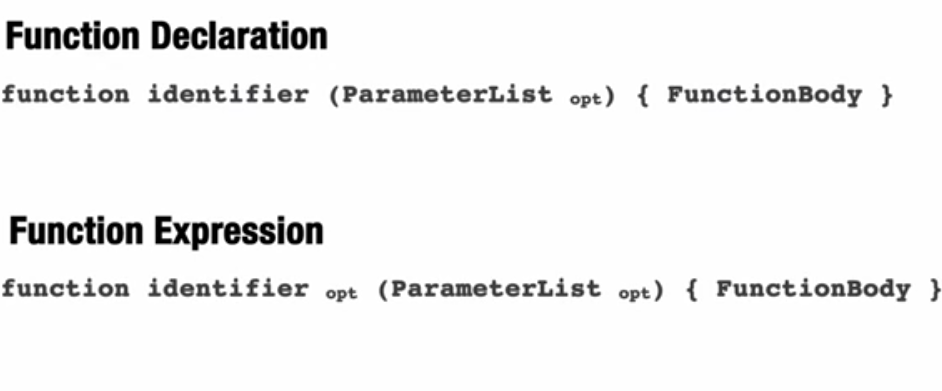 Function Declaration
function identifier (ParameterList opt) { FunctionBody }
Function Expression
function identifier opt (ParameterList opt) { FunctionBody }